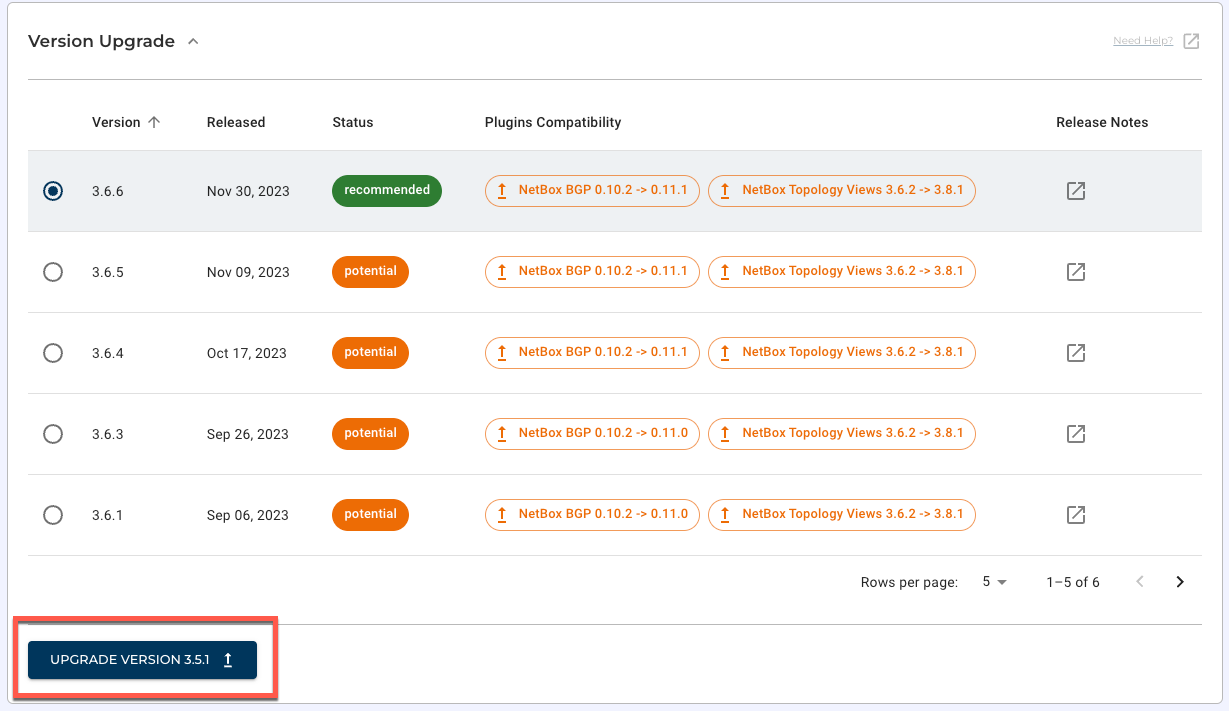 Version Upgrade
Need Help?
Version Released Status Plugins Compatibility Release Notes
3.6.6 Nov 30, 2023 recommended NetBox BGP 0.10.2 -> 0.11.1 NetBox Topology Views 3.6.2 -> 3.8.1
3.6.5 Nov 09, 2023 potential NetBox BGP 0.10.2 -> 0.11.1 NetBox Topology Views 3.6.2 -> 3.8.1
3.6.4 Oct 17, 2023 potential NetBox BGP 0.10.2 -> 0.11.1 NetBox Topology Views 3.6.2 -> 3.8.1
3.6.3 Sep 26, 2023 potential NetBox BGP 0.10.2 -> 0.11.0 NetBox Topology Views 3.6.2 -> 3.8.1
3.6.1 Sep 06, 2023 potential NetBox BGP 0.10.2 -> 0.11.0 NetBox Topology Views 3.6.2 -> 3.8.1
Rows per page: 5 1–5 of 6
UPGRADE VERSION 3.5.1